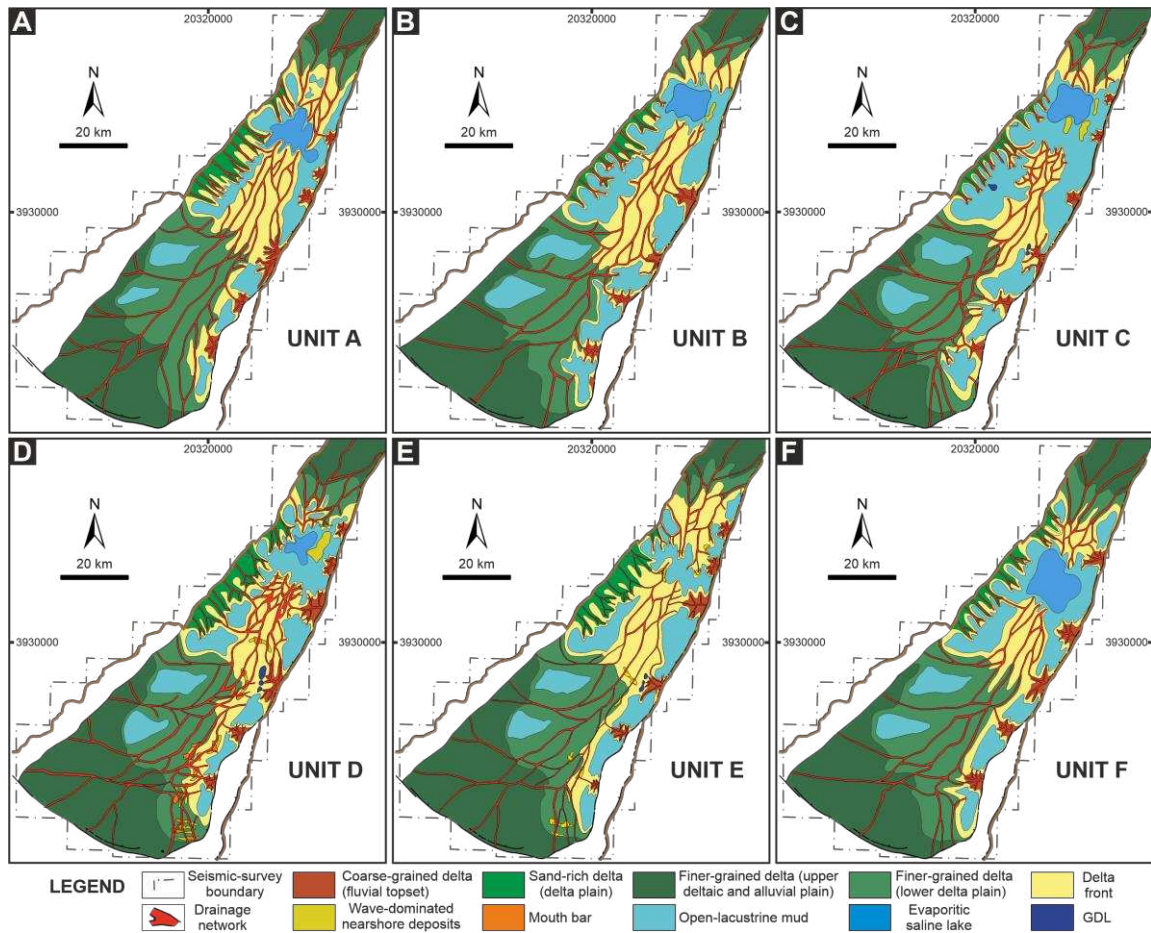 A
20320000
N
20 km
3930000
UNIT A
B
20320000
N
20 km
3930000
UNIT B
C
20320000
N
20 km
3930000
UNIT C
D
20320000
N
20 km
3930000
UNIT D
E
20320000
N
20 km
3930000
UNIT E
F
20320000
N
20 km
3930000
UNIT F
LEGEND
Seismic-survey
boundary
Coarse-grained delta
(fluvial topset)
Sand-rich delta
(delta plain)
Finer-grained delta (upper
deltaic and alluvial plain)
Finer-grained delta
(lower delta plain)
Delta
front
Drainage
network
Wave-dominated
nearshore deposits
Mouth bar
Open-lacustrine mud
Evaporitic
saline lake
GDL